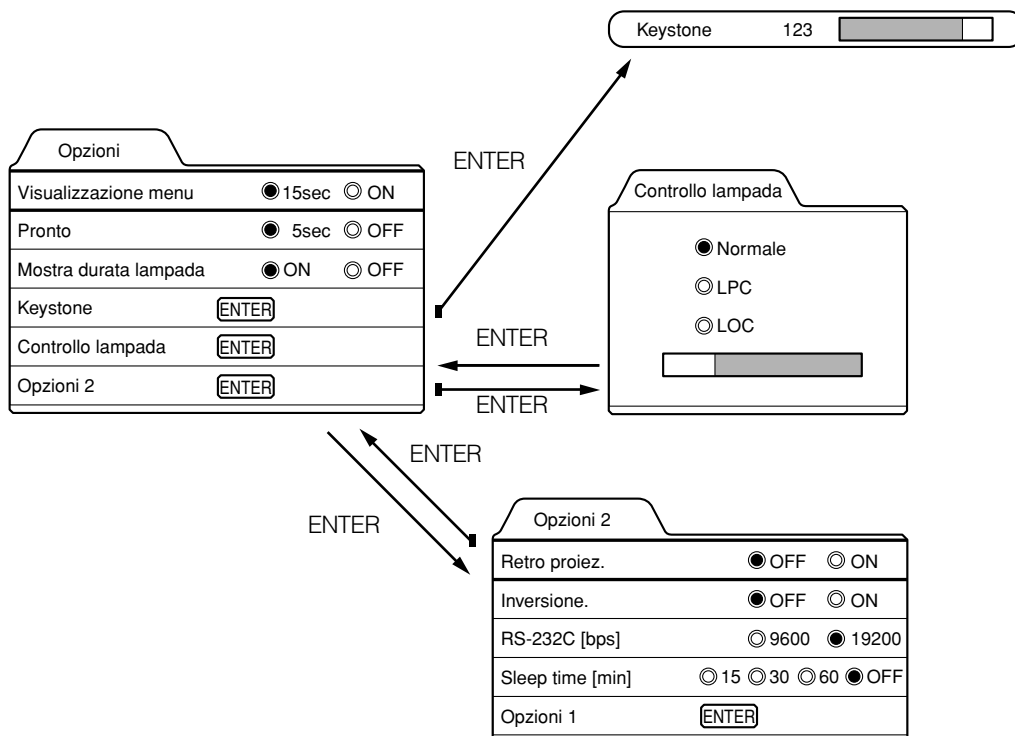 Keystone 123
Opzioni
Visualizzazione menu 15sec ON
Pronto 5sec OFF
Mostra durata lampada ON OFF
Keystone ENTER
Controllo lampada ENTER
Opzioni 2 ENTER
ENTER
Controllo lampada
Normale
LPC
LOC
ENTER
ENTER
ENTER
ENTER
Opzioni 2
Retro proiez. OFF ON
Inversione. OFF ON
RS-232C [bps] 9600 19200
Sleep time [min] 15 30 60 OFF
Opzioni 1 ENTER